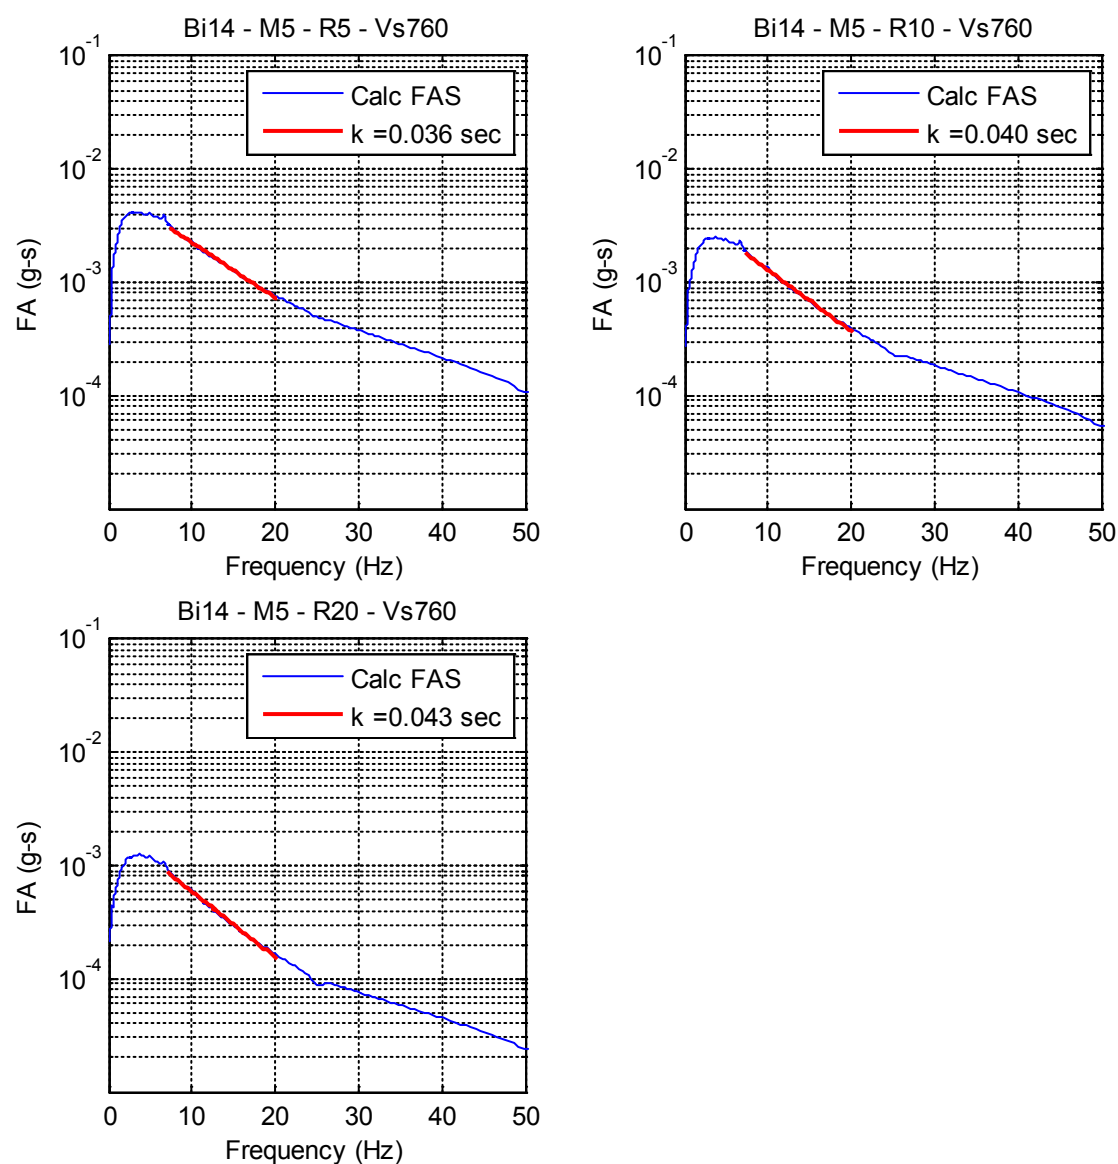 Bi14 - M5 - R5 - Vs760
10^-1
10^-2
10^-3
10^-4
FA (g-s)
Calc FAS
k =0.036 sec
0 10 20 30 40 50
Frequency (Hz)
Bi14 - M5 - R10 - Vs760
10^-1
10^-2
10^-3
10^-4
FA (g-s)
Calc FAS
k =0.040 sec
0 10 20 30 40 50
Frequency (Hz)
Bi14 - M5 - R20 - Vs760
10^-1
10^-2
10^-3
10^-4
FA (g-s)
Calc FAS
k =0.043 sec
0 10 20 30 40 50
Frequency (Hz)